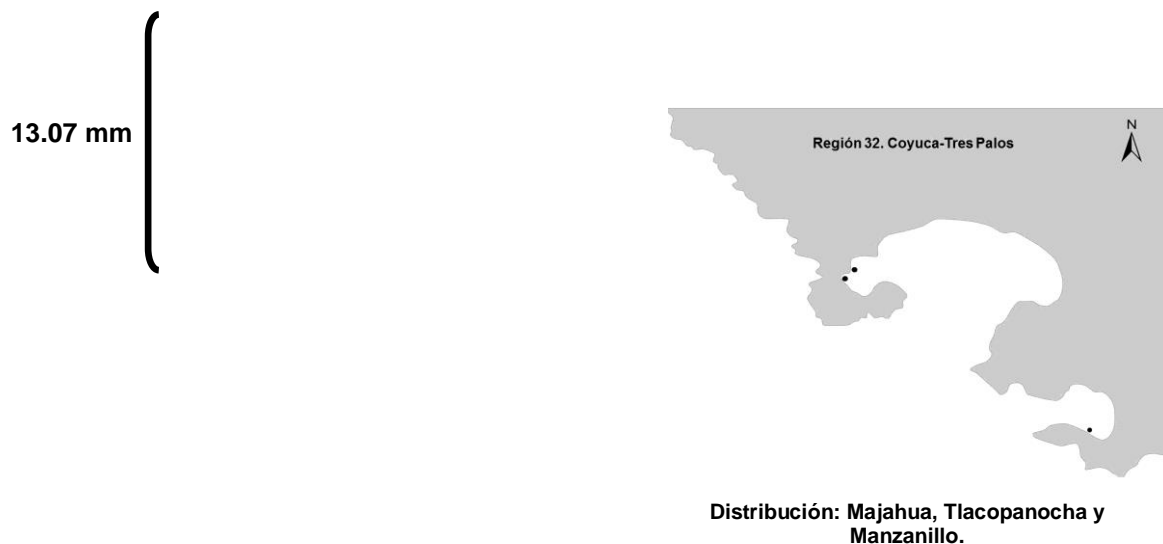 13.07 mm
Región 32. Coyuca-Tres Palos
N
Distribución: Majahua, Tlacopanocha y
Manzanillo.